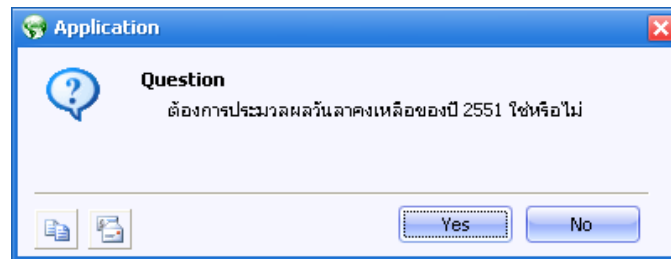 Application
Question
ต้องการประมวลผลวันลาคงเหลือของปี 2551 ใช่หรือไม่
Yes
No